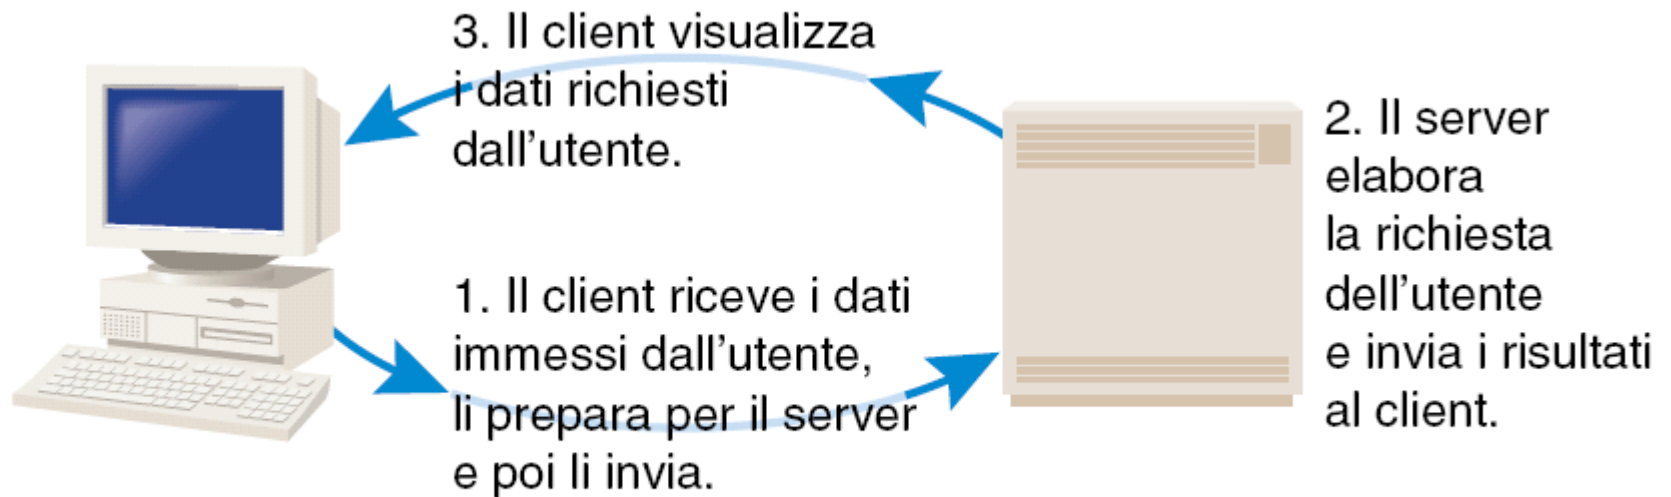 3. Il client visualizza
i dati richiesti
dall'utente.
2. Il server
elabora
la richiesta
dell'utente
e invia i risultati
al client.
1. Il client riceve i dati
immessi dall'utente,
li prepara per il server
e poi li invia.